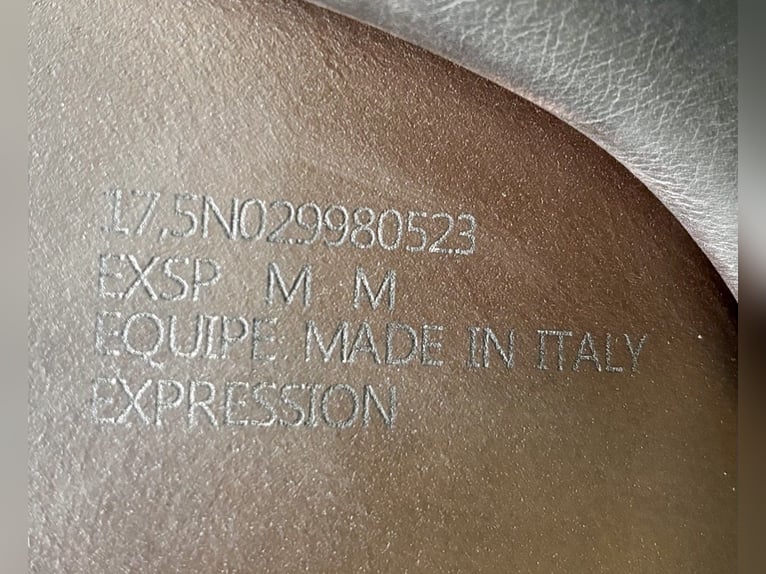 17,5N029980523
EXSP M M
EQUIPE MADE IN ITALY
EXPRESSION